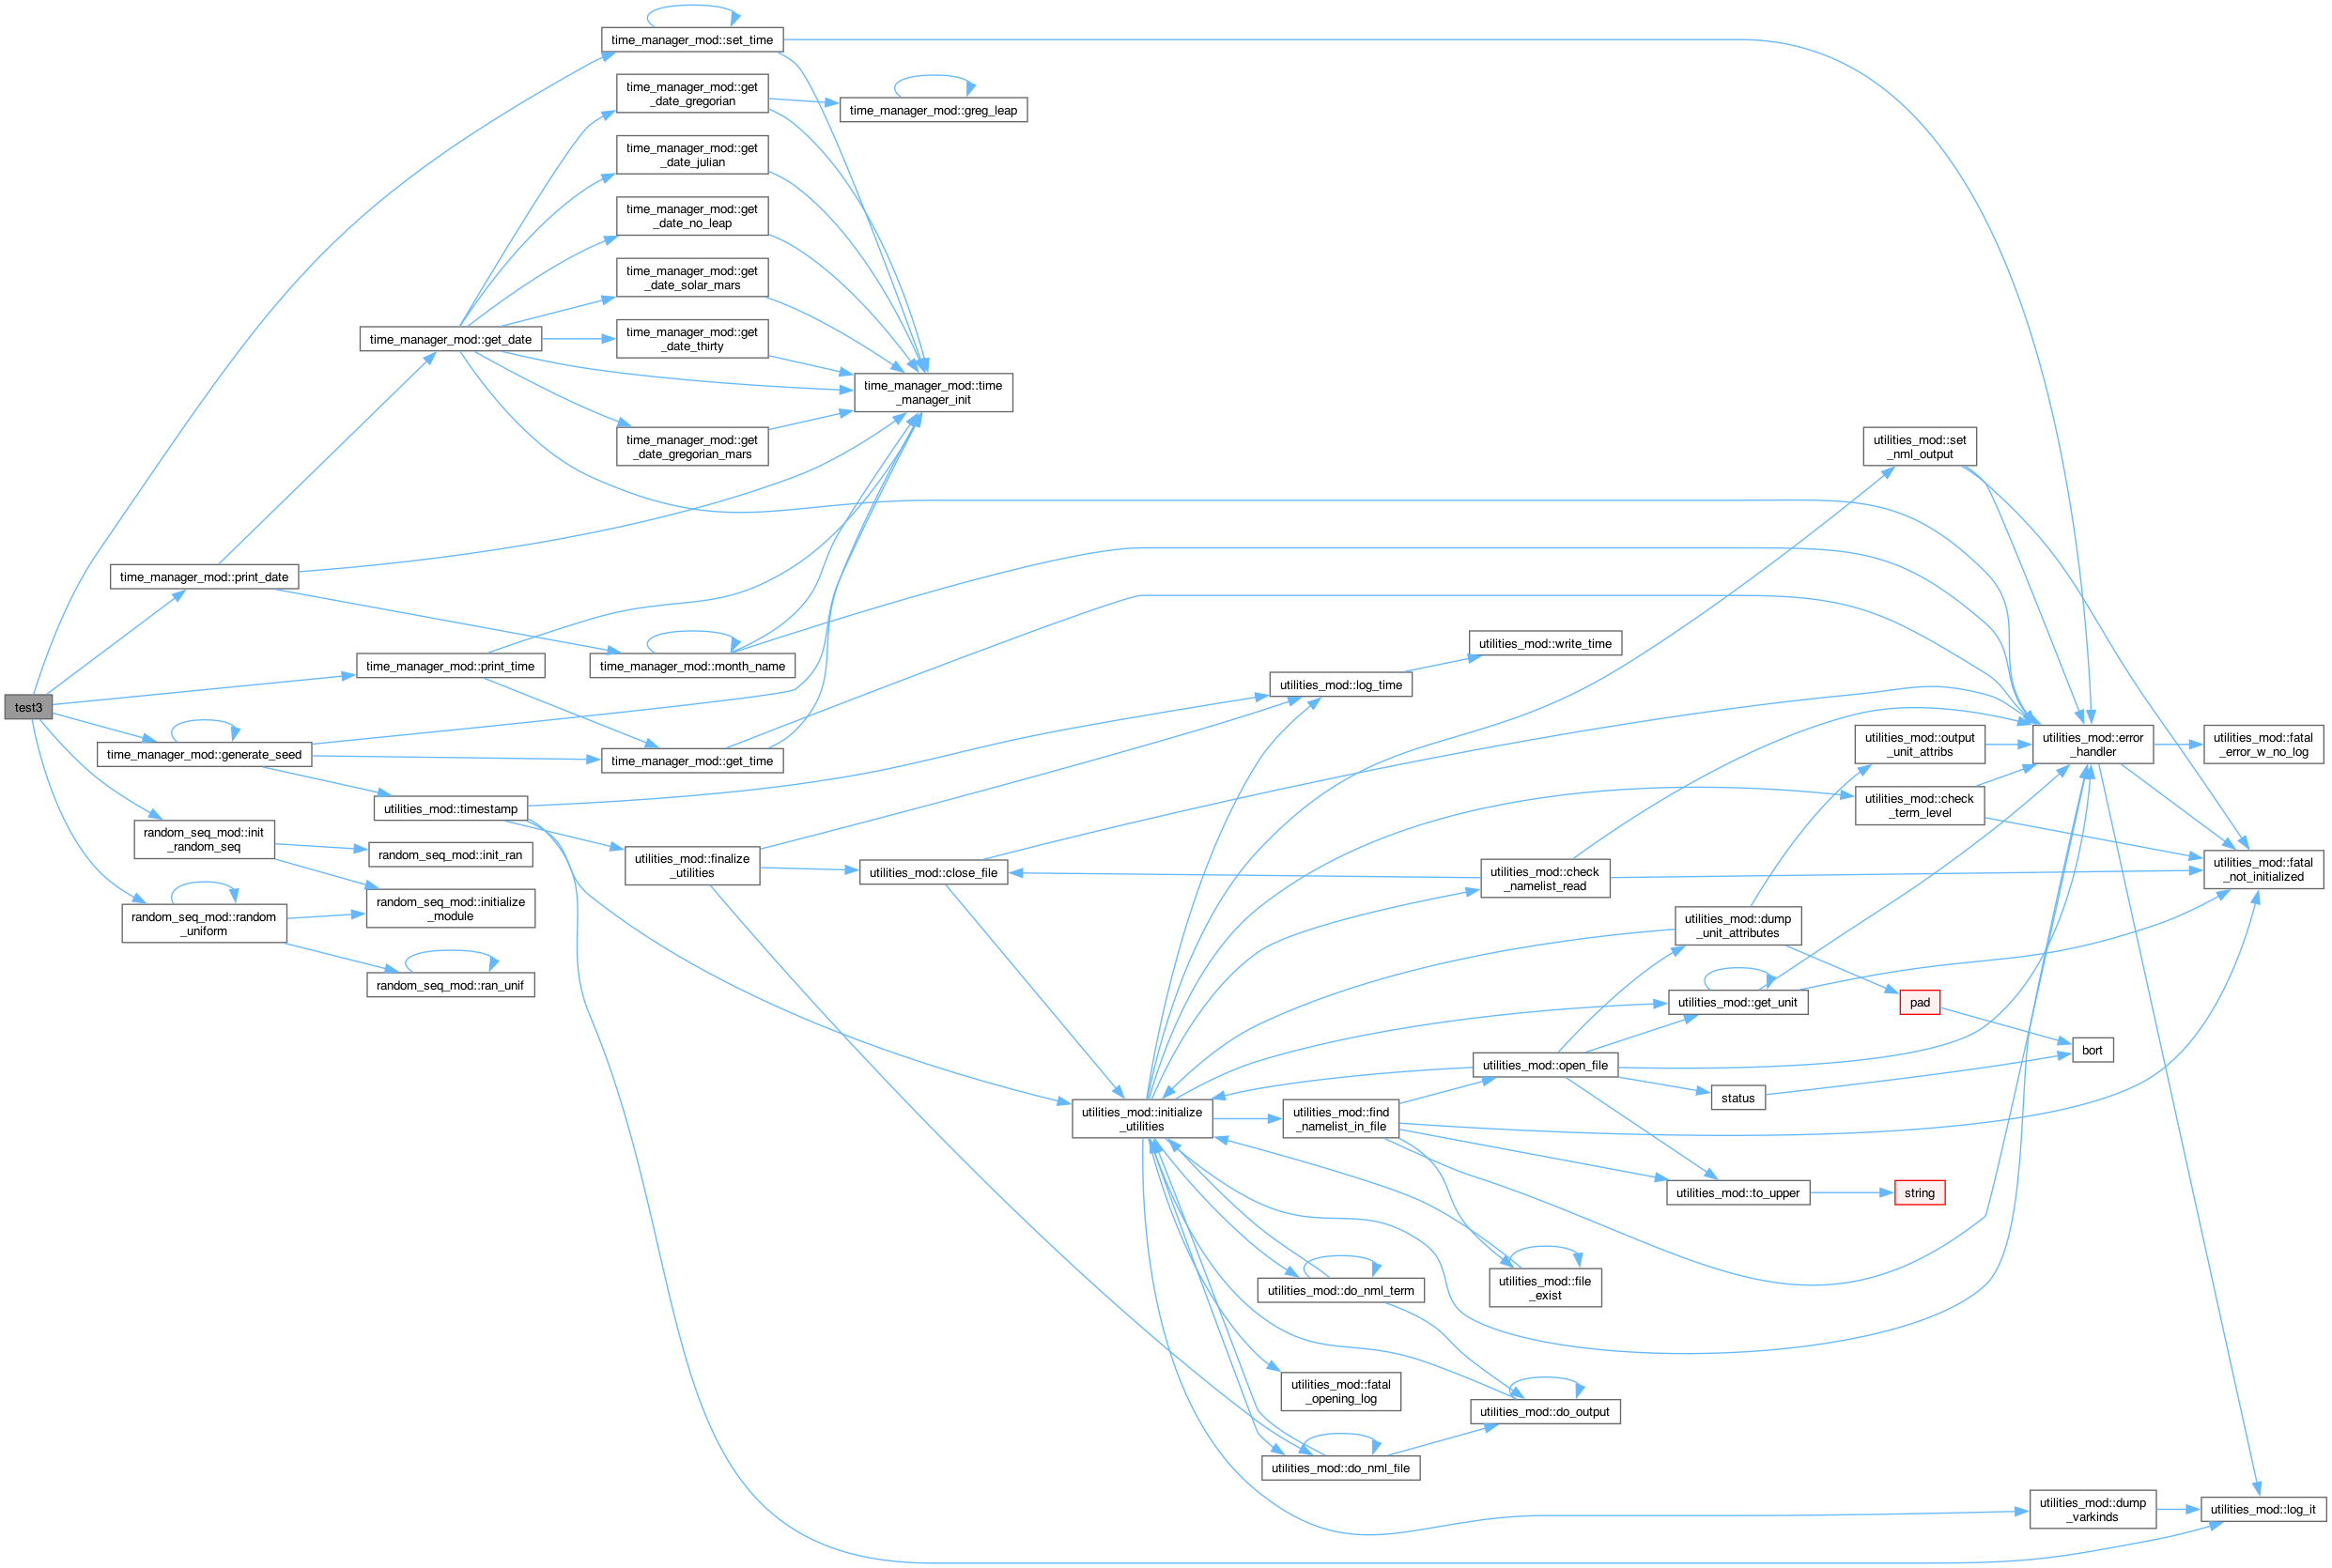 time_manager_mod::set_time
time_manager_mod::get
_date_gregorian
time_manager_mod::greg_leap
time_manager_mod::get
_date_julian
time_manager_mod::get
_date_no_leap
time_manager_mod::get
_date_solar_mars
time_manager_mod::get_date
time_manager_mod::get
_date_thirty
time_manager_mod::time
_manager_init
time_manager_mod::get
_date_gregorian_mars
utilities_mod::set
_nml_output
time_manager_mod::print_date
time_manager_mod::print_time
time_manager_mod::month_name
utilities_mod::write_time
utilities_mod::log_time
test3
time_manager_mod::generate_seed
time_manager_mod::get_time
utilities_mod::output
_unit_attribs
utilities_mod::error
_handler
utilities_mod::fatal
_error_w_no_log
utilities_mod::timestamp
utilities_mod::check
_term_level
random_seq_mod::init
_random_seq
random_seq_mod::init_ran
utilities_mod::finalize
_utilities
utilities_mod::close_file
utilities_mod::check
_namelist_read
utilities_mod::fatal
_not_initialized
random_seq_mod::initialize
_module
random_seq_mod::random
_uniform
utilities_mod::dump
_unit_attributes
random_seq_mod::ran_unif
utilities_mod::get_unit
pad
bort
utilities_mod::open_file
status
utilities_mod::initialize
_utilities
utilities_mod::find
_namelist_in_file
utilities_mod::to_upper
string
utilities_mod::do_nml_term
utilities_mod::file
_exist
utilities_mod::fatal
_opening_log
utilities_mod::do_output
utilities_mod::do_nml_file
utilities_mod::dump
_varkinds
utilities_mod::log_it